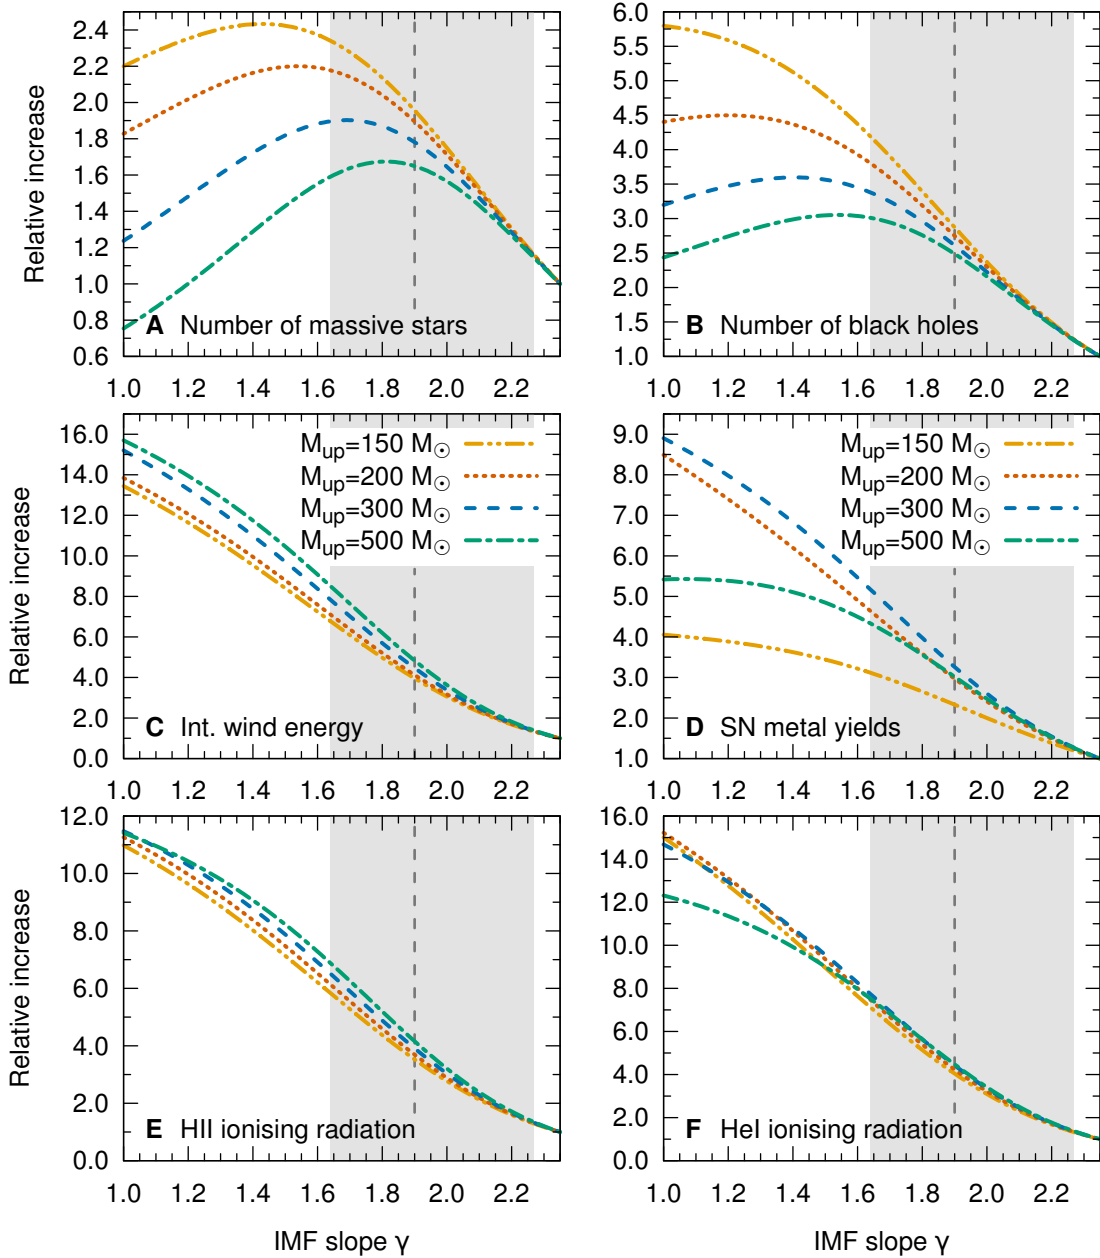 2.4
2.2
2.0
1.8
1.6
1.4
1.2
1.0
0.8
0.6
Relative increase
A Number of massive stars
1.0 1.2 1.4 1.6 1.8 2.0 2.2
6.0
5.5
5.0
4.5
4.0
3.5
3.0
2.5
2.0
1.5
1.0
Relative increase
B Number of black holes
1.0 1.2 1.4 1.6 1.8 2.0 2.2
16.0
14.0
12.0
10.0
8.0
6.0
4.0
2.0
0.0
Relative increase
M_up=150 M_⊙
M_up=200 M_⊙
M_up=300 M_⊙
M_up=500 M_⊙
C Int. wind energy
1.0 1.2 1.4 1.6 1.8 2.0 2.2
9.0
8.0
7.0
6.0
5.0
4.0
3.0
2.0
1.0
Relative increase
M_up=150 M_⊙
M_up=200 M_⊙
M_up=300 M_⊙
M_up=500 M_⊙
D SN metal yields
1.0 1.2 1.4 1.6 1.8 2.0 2.2
12.0
10.0
8.0
6.0
4.0
2.0
0.0
Relative increase
E HII ionising radiation
1.0 1.2 1.4 1.6 1.8 2.0 2.2
IMF slope γ
16.0
14.0
12.0
10.0
8.0
6.0
4.0
2.0
0.0
Relative increase
F HeI ionising radiation
1.0 1.2 1.4 1.6 1.8 2.0 2.2
IMF slope γ